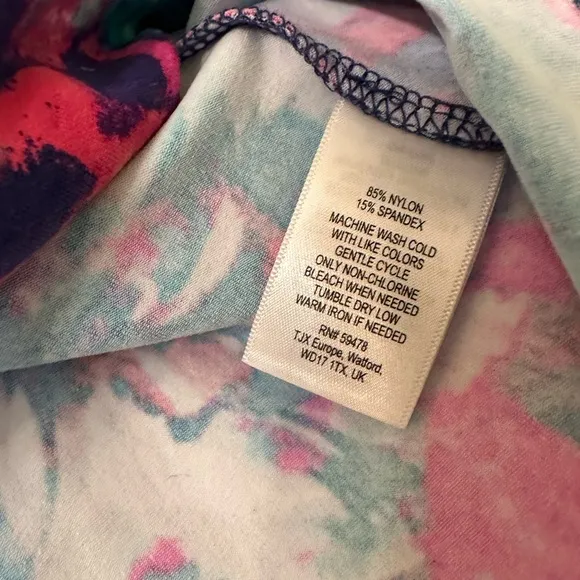 85% NYLON
15% SPANDEX
MACHINE WASH COLD
WITH LIKE COLORS
GENTLE CYCLE
ONLY NON-CHLORINE
BLEACH WHEN NEEDED
TUMBLE DRY LOW
WARM IRON IF NEEDED
RN# 59478
TJX Europe, Watford,
WD17 1TX, UK